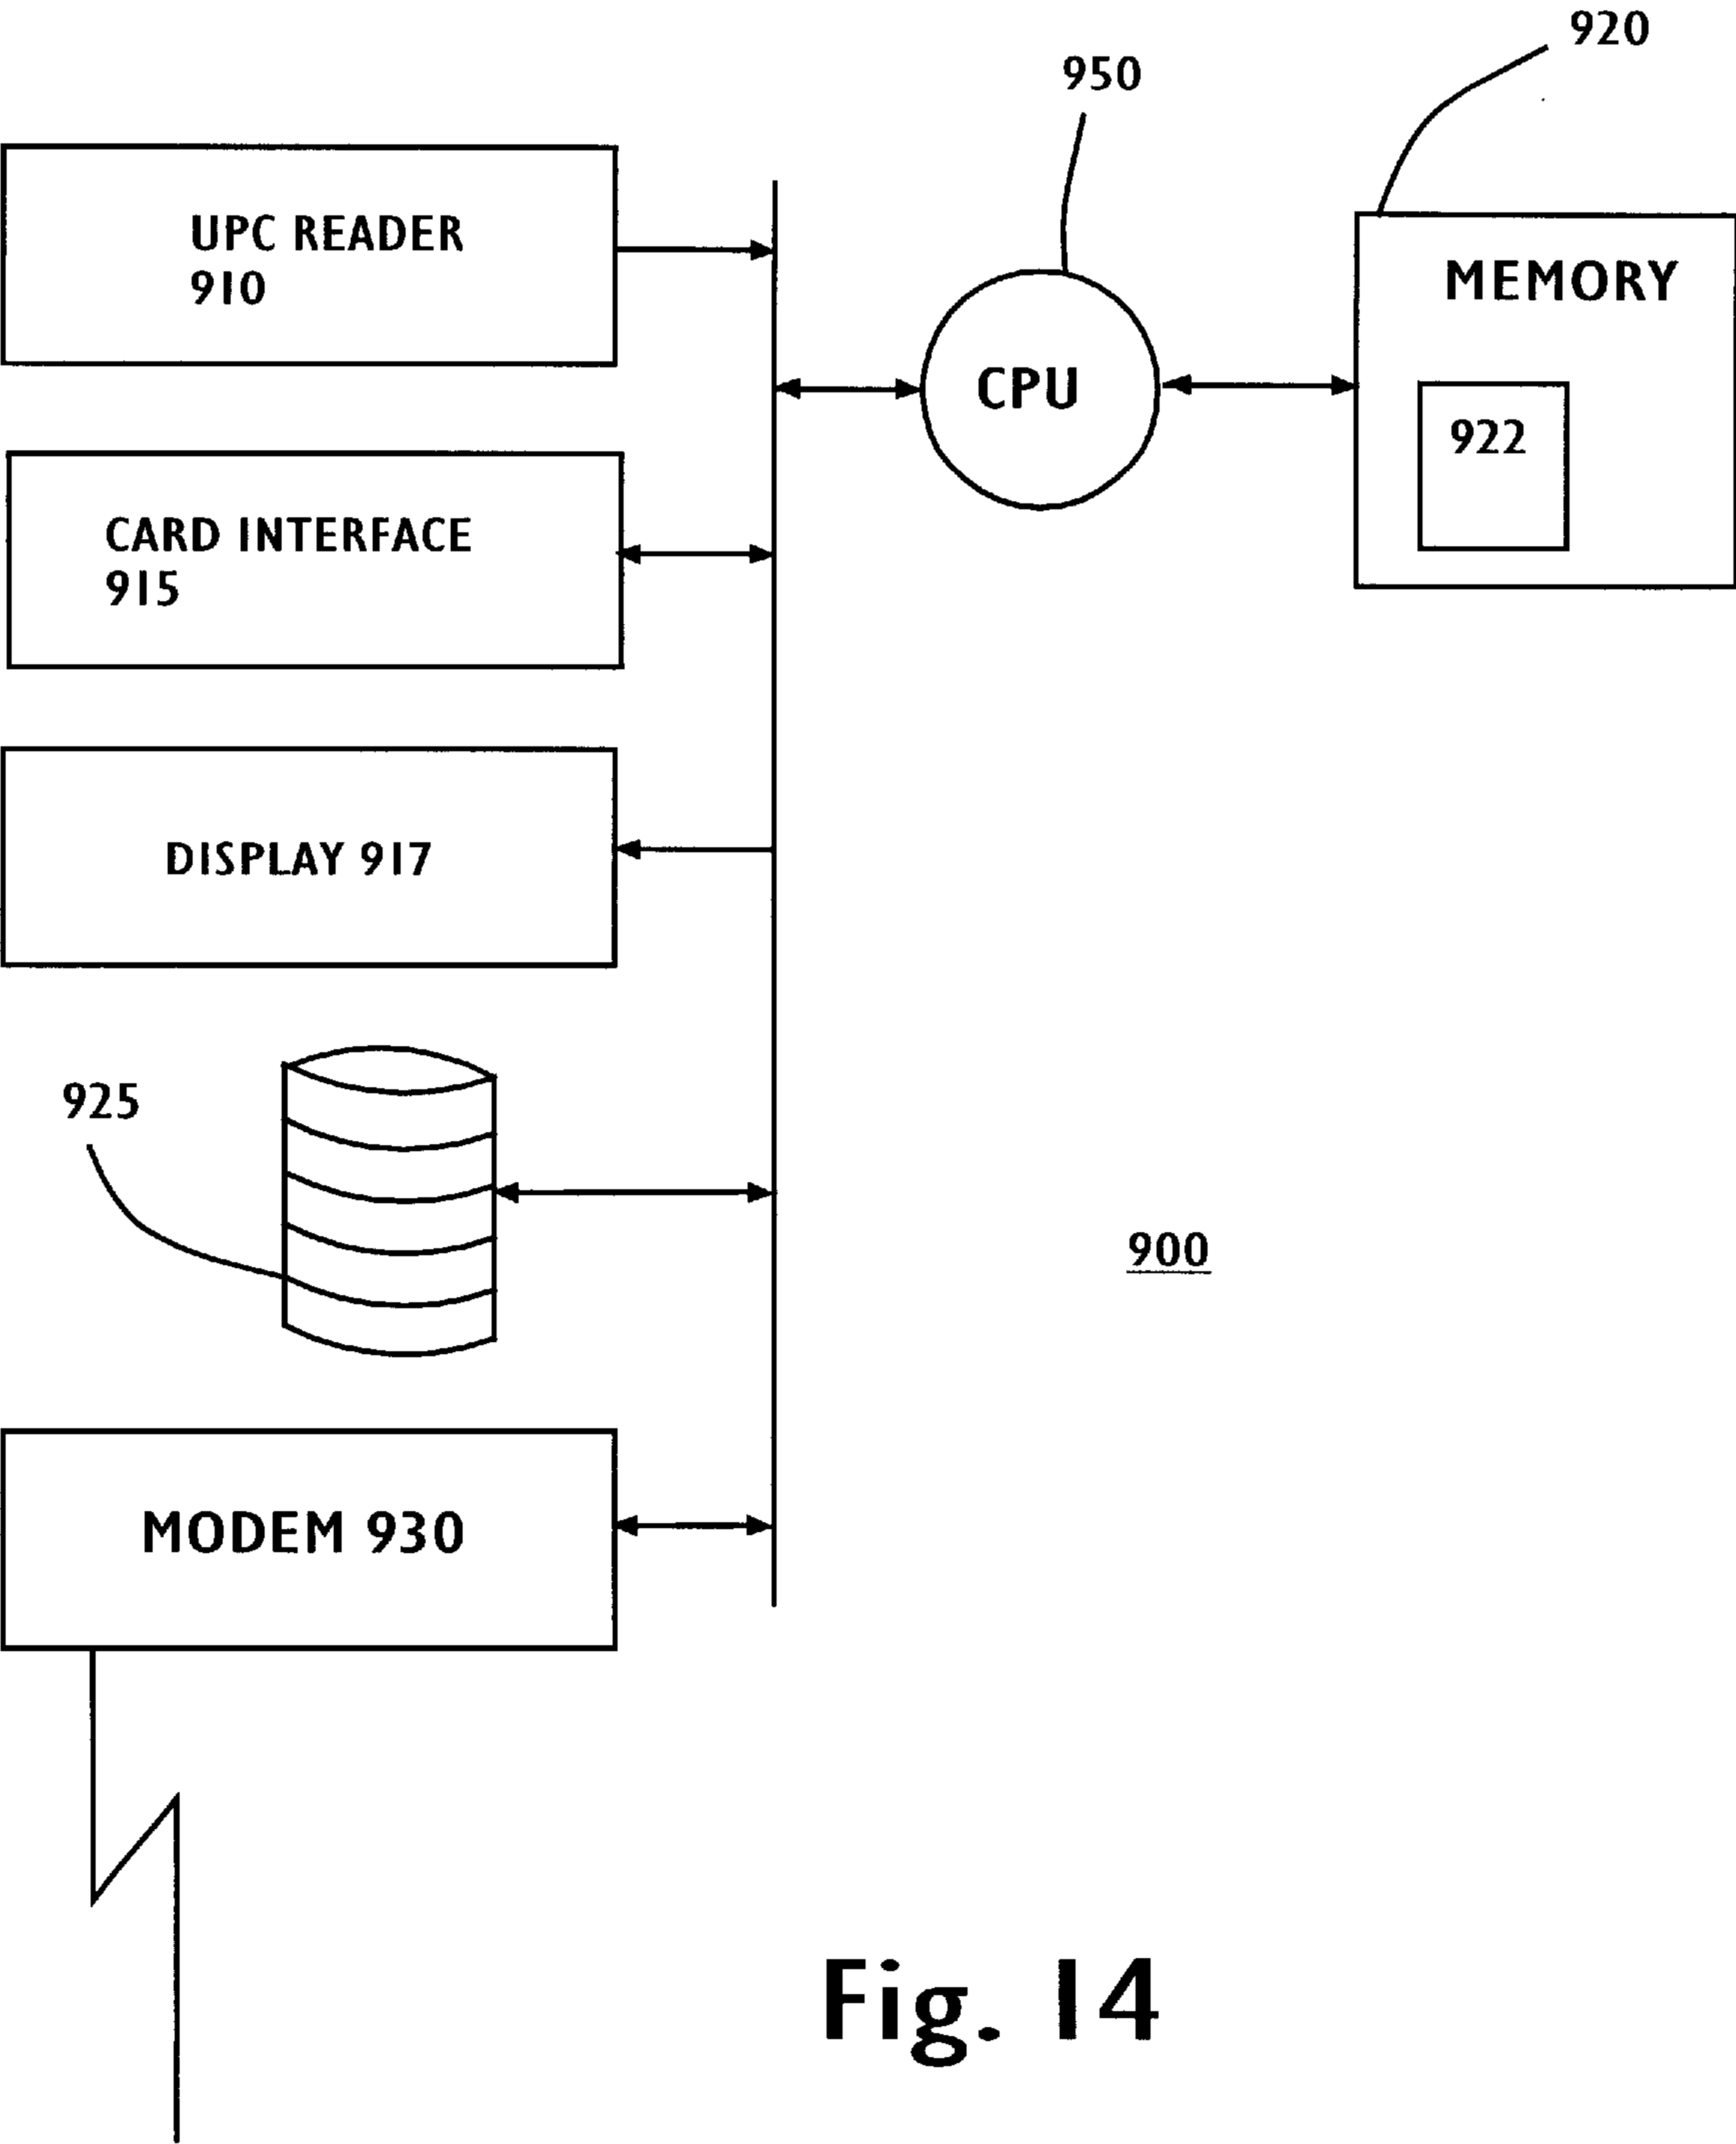 920
950
UPC READER
910
MEMORY
CPU
922
CARD INTERFACE
915
DISPLAY 917
925
900
MODEM 930
Fig. 14